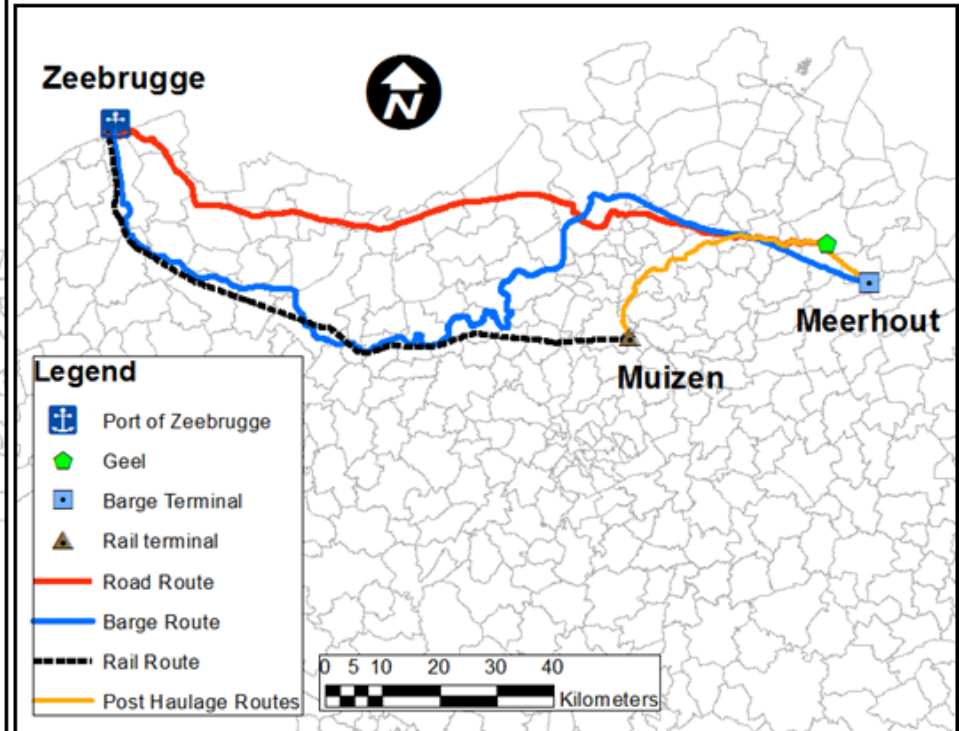 Zeebrugge
N
Meerhout
Muizen
Legend
Port of Zeebrugge
Geel
Barge Terminal
Rail terminal
Road Route
Barge Route
Rail Route
Post Haulage Routes
0 5 10 20 30 40
Kilometers